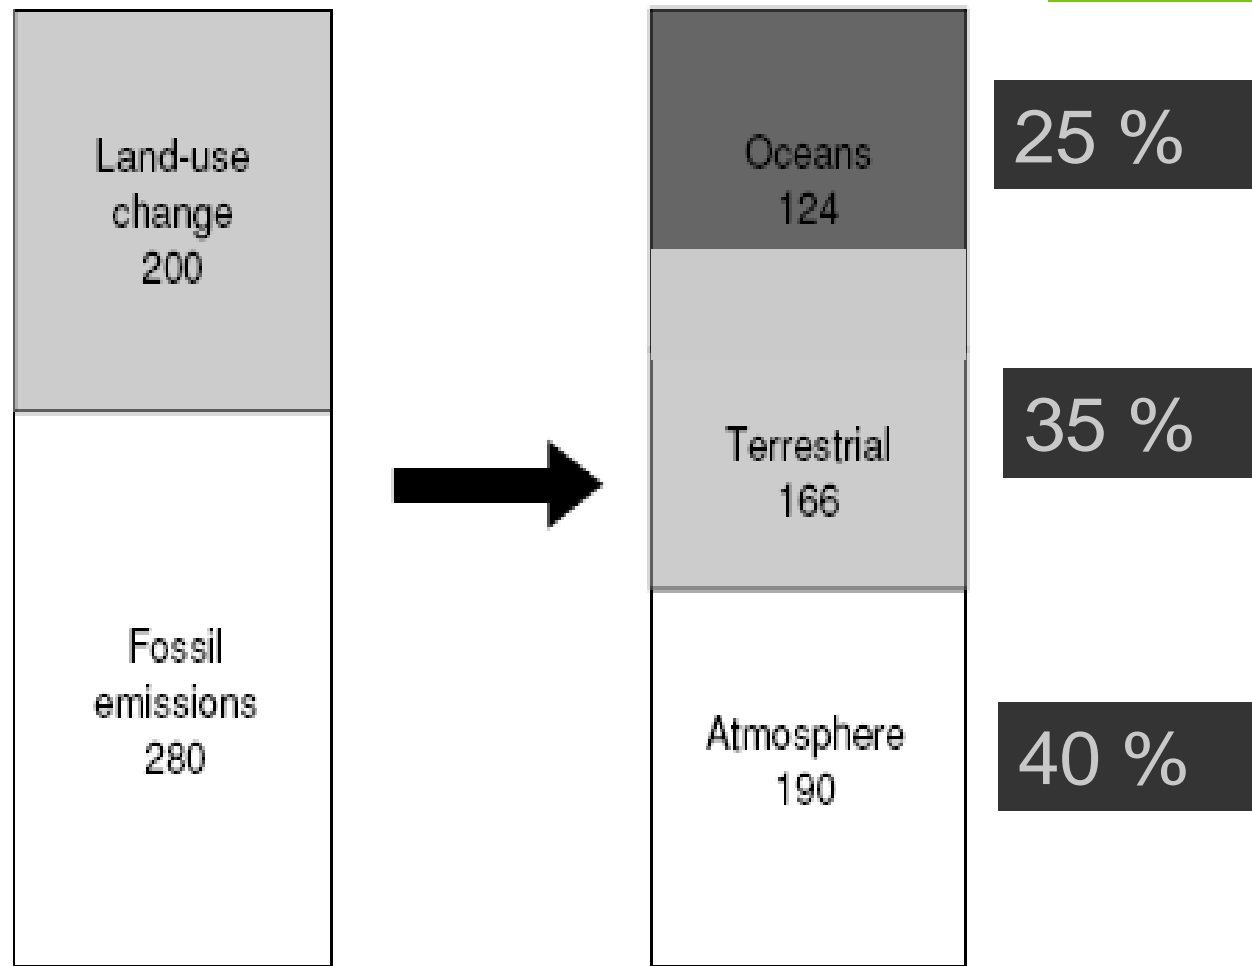 Land-use
change
200
Fossil
emissions
280
Oceans
124
Terrestrial
166
Atmosphere
190
25 %
35 %
40 %